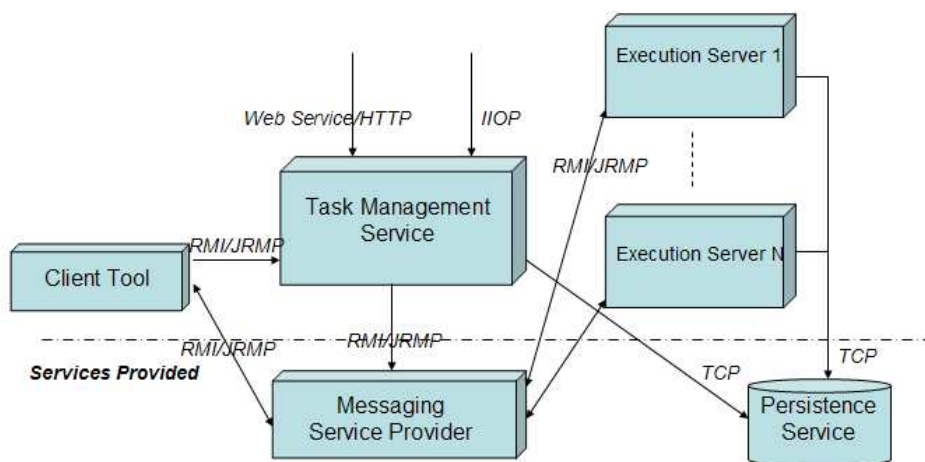 Execution Server 1
Web Service/HTTP
IIOP
RMI/JRMP
Task Management
Service
Execution Server N
RMI/JRMP
Client Tool
RMI/JRMP
RMI/JRMP
TCP
Services Provided
TCP
Messaging
Service Provider
Persistence
Service